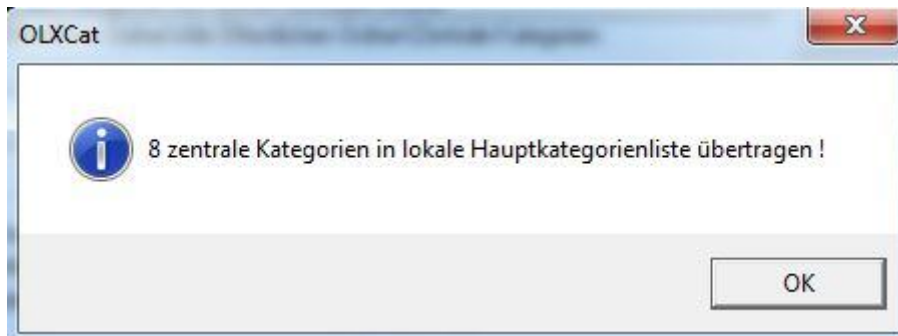 OLXCat
8 zentrale Kategorien in lokale Hauptkategorienliste übertragen !
OK